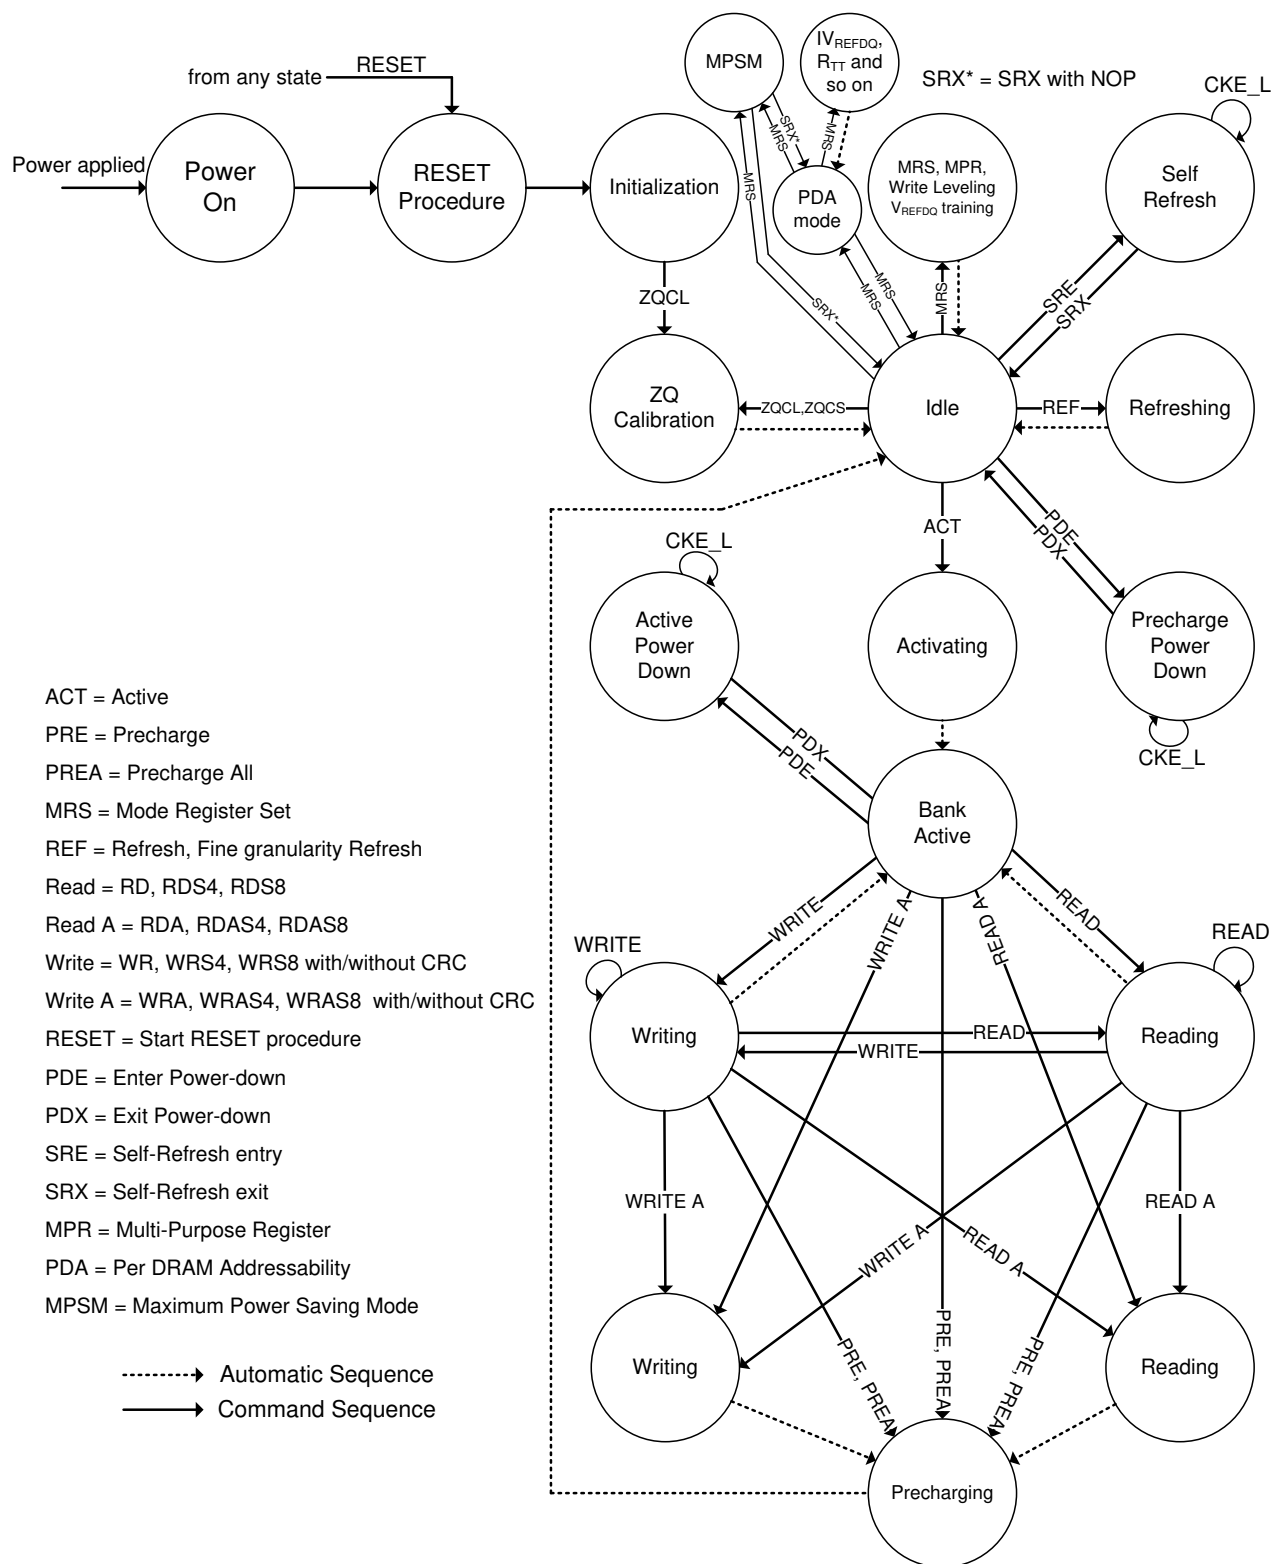 from any state
RESET
Power applied
Power
On
RESET
Procedure
Initialization
MPSM
IVREFDQ,
RTT and
so on
SRX* = SRX with NOP
CKE_L
SRX*
MRS
MRS
PDA
mode
MRS, MPR,
Write Leveling
VREFDQ training
Self
Refresh
MRS
MRS
MRS
SRX*
MRS
SRE
SRX
ZQCL
ZQ
Calibration
ZQCL,ZQCS
Idle
REF
Refreshing
ACT
PDE
PDX
CKE_L
Active
Power
Down
Activating
Precharge
Power
Down
CKE_L
PDX
PDE
Bank
Active
WRITE
WRITE A
READ A
READ
WRITE
READ
Writing
READ
WRITE
Reading
WRITE A
WRITE A
READ A
READ A
PRE, PREA
PRE, PREA
PRE, PREA
Writing
Reading
Precharging
ACT = Active
PRE = Precharge
PREA = Precharge All
MRS = Mode Register Set
REF = Refresh, Fine granularity Refresh
Read = RD, RDS4, RDS8
Read A = RDA, RDAS4, RDAS8
Write = WR, WRS4, WRS8 with/without CRC
Write A = WRA, WRAS4, WRAS8 with/without CRC
RESET = Start RESET procedure
PDE = Enter Power-down
PDX = Exit Power-down
SRE = Self-Refresh entry
SRX = Self-Refresh exit
MPR = Multi-Purpose Register
PDA = Per DRAM Addressability
MPSM = Maximum Power Saving Mode
Automatic Sequence
Command Sequence